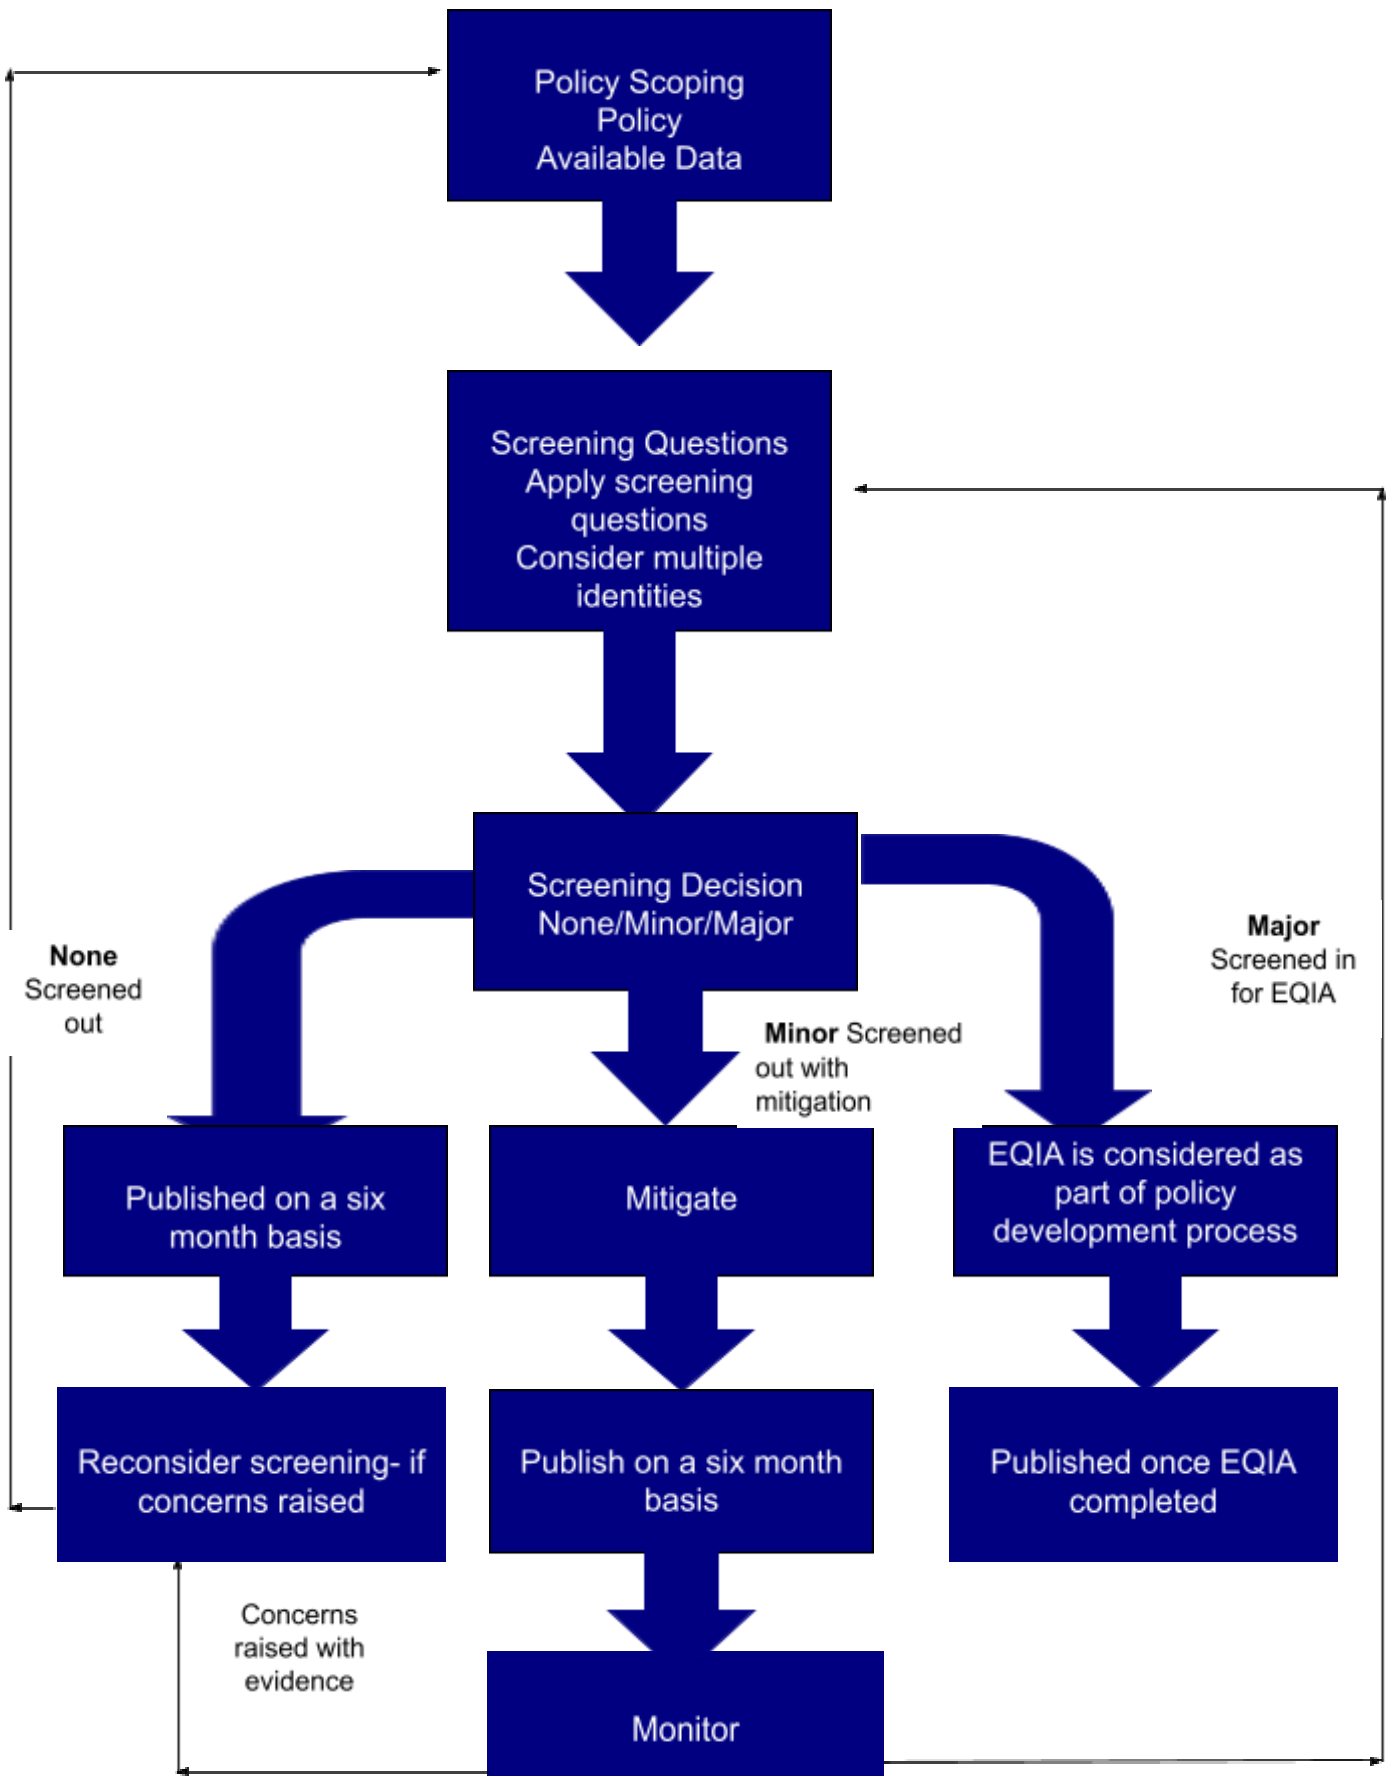 Policy Scoping
Policy
Available Data
Screening Questions
Apply screening
questions
Consider multiple
identities
Screening Decision
None/Minor/Major
None
Screened
out
Major
Screened in
for EQIA
Minor Screened
out with
mitigation
Published on a six
month basis
Mitigate
EQIA is considered as
part of policy
development process
Reconsider screening- if
concerns raised
Publish on a six month
basis
Published once EQIA
completed
Concerns
raised with
evidence
Monitor